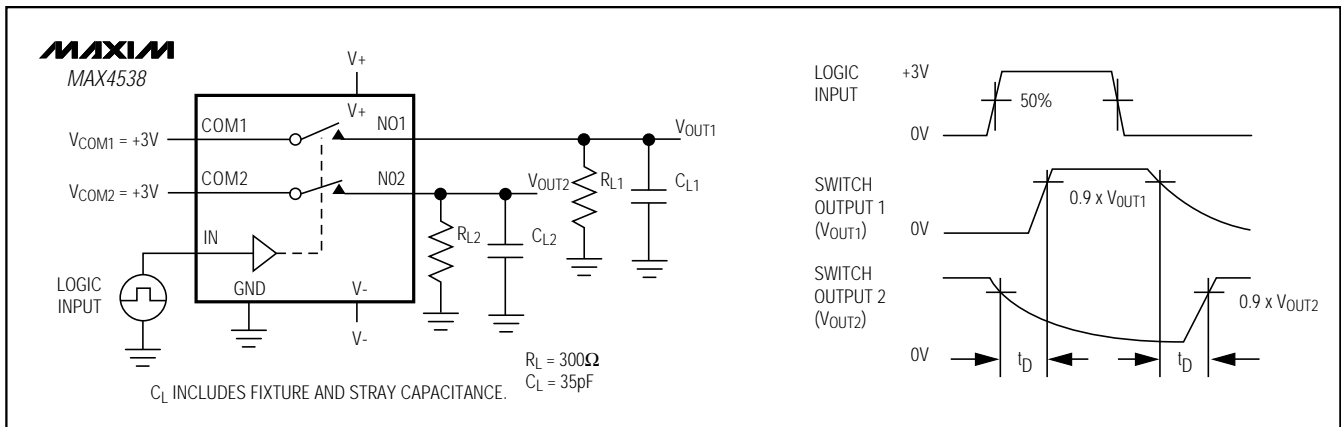 MAXIM
MAX4538
V+
V+
COM1
NO1
VCOM1 = +3V
VOUT1
COM2
N02
VCOM2 = +3V
VOUT2
RL1
CL1
RL2
CL2
IN
LOGIC
INPUT
GND
V-
V-
RL = 300Ω
CL = 35pF
CL INCLUDES FIXTURE AND STRAY CAPACITANCE.
LOGIC
INPUT
+3V
50%
0V
SWITCH
OUTPUT 1
(VOUT1)
0V
0.9 x VOUT1
SWITCH
OUTPUT 2
(VOUT2)
0V
0.9 x VOUT2
tD
tD